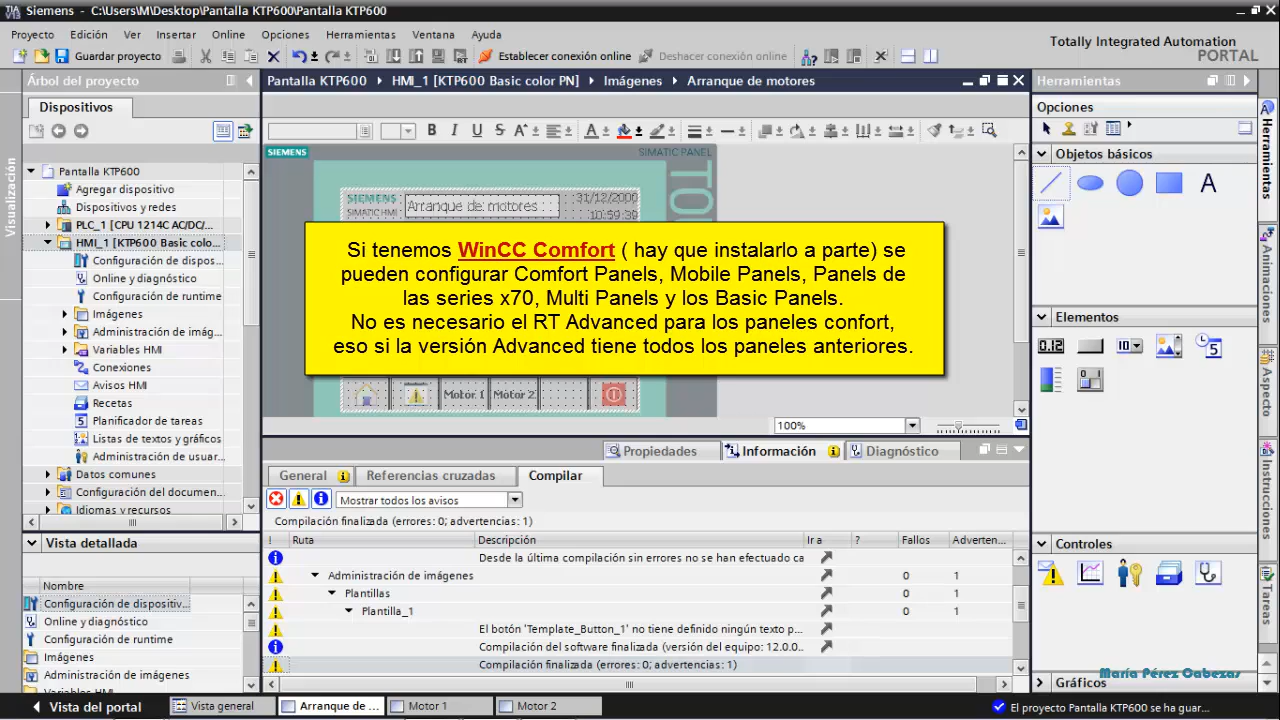 TIA V13 Siemens - C:\Users\M\Desktop\Pantalla KTP600\Pantalla KTP600
Proyecto Edición Ver Insertar Online Opciones Herramientas Ventana Ayuda
Totally Integrated Automation
PORTAL
Guardar proyecto Establecer conexión online Deshacer conexión online
Árbol del proyecto
Pantalla KTP600 HMI_1 [KTP600 Basic color PN] Imágenes Arranque de motores
Herramientas
Dispositivos
Opciones
Visualización
Pantalla KTP600
Agregar dispositivo
Dispositivos y redes
PLC_1 [CPU 1214C AC/DC/...
HMI_1 [KTP600 Basic colo...
Configuración de dispos...
Online y diagnóstico
Configuración de runtime
Imágenes
Administración de imág...
Variables HMI
Conexiones
Avisos HMI
Recetas
Planificador de tareas
Listas de textos y gráficos
Administración de usuar...
Datos comunes
Configuración del documen...
Idiomas y recursos
B I U S A
SIEMENS SIMATIC PANEL
TO
SIEMENS Arranque de motores 31/12/2000
SIMATIC HMI 10:59:39
Si tenemos WinCC Comfort ( hay que instalarlo a parte) se
pueden configurar Comfort Panels, Mobile Panels, Panels de
las series x70, Multi Panels y los Basic Panels.
No es necesario el RT Advanced para los paneles confort,
eso si la versión Advanced tiene todos los paneles anteriores.
Motor 1 Motor 2
100%
Objetos básicos
A
Elementos
0.12 10 5
Controles
Gráficos
María Pérez Cabezas
Herramientas
Aspecto
Instrucciones
Tareas
Propiedades Información Diagnóstico
General Referencias cruzadas Compilar
Mostrar todos los avisos
Compilación finalizada (errores: 0; advertencias: 1)
! Ruta Descripción Ir a ? Fallos Adverten...
Desde la última compilación sin errores no se han efectuado ca
Administración de imágenes 0 1
Plantillas 0 1
Plantilla_1 0 1
El botón 'Template_Button_1' no tiene definido ningún texto p...
Compilación del software finalizada (versión del equipo: 12.0.0...
Compilación finalizada (errores: 0; advertencias: 1)
Vista detallada
Nombre
Configuración de dispositiv...
Online y diagnóstico
Configuración de runtime
Imágenes
Administración de imágenes
Variables HMI
Vista del portal Vista general Arranque de ... Motor 1 Motor 2 El proyecto Pantalla KTP600 se ha guar...